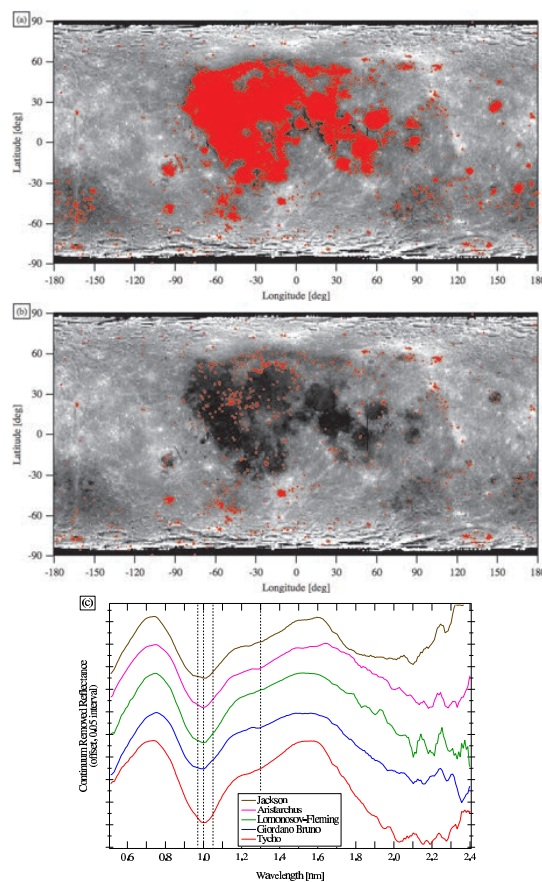 (a)
90
60
30
0
-30
-60
-90
Latitude [deg]
-180 -150 -120 -90 -60 -30 0 30 60 90 120 150 180
Longitude [deg]
(b)
90
60
30
0
-30
-60
-90
Latitude [deg]
-180 -150 -120 -90 -60 -30 0 30 60 90 120 150 180
Longitude [deg]
(c)
Continuum Removed Reflectance
(offset, 0.05 interval)
Jackson
Aristarchus
Lomonosov-Fleming
Giordano Bruno
Tycho
0.6 0.8 1.0 1.2 1.4 1.6 1.8 2.0 2.2 2.4
Wavelength [nm]